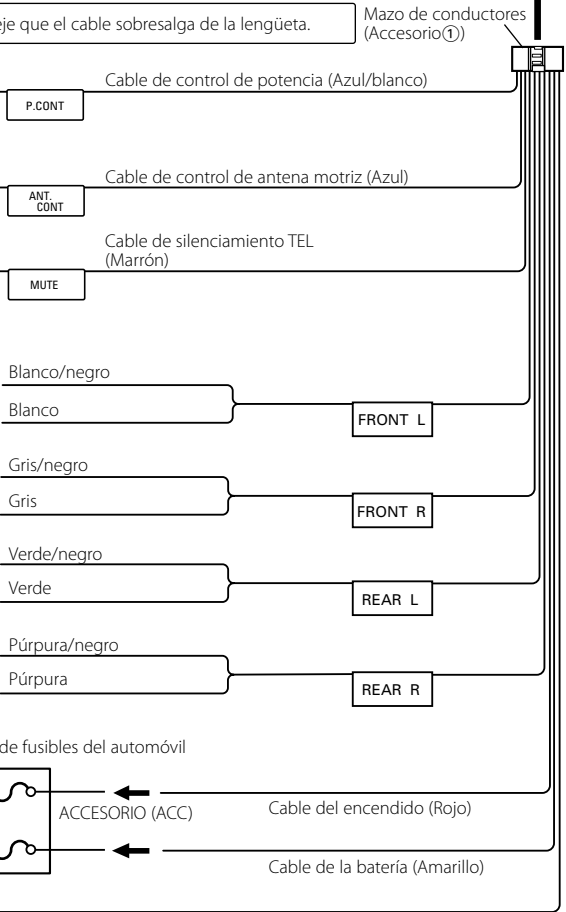 que el cable sobresalga de la lengüeta.
Mazo de conductores
(Accesorio①)
Cable de control de potencia (Azul/blanco)
P.CONT
Cable de control de antena motriz (Azul)
ANT.
CONT
Cable de silenciamiento TEL
(Marrón)
MUTE
Blanco/negro
Blanco
FRONT L
Gris/negro
Gris
FRONT R
Verde/negro
Verde
REAR L
Púrpura/negro
Púrpura
REAR R
de fusibles del automóvil
ACCESORIO (ACC)
Cable del encendido (Rojo)
Cable de la batería (Amarillo)